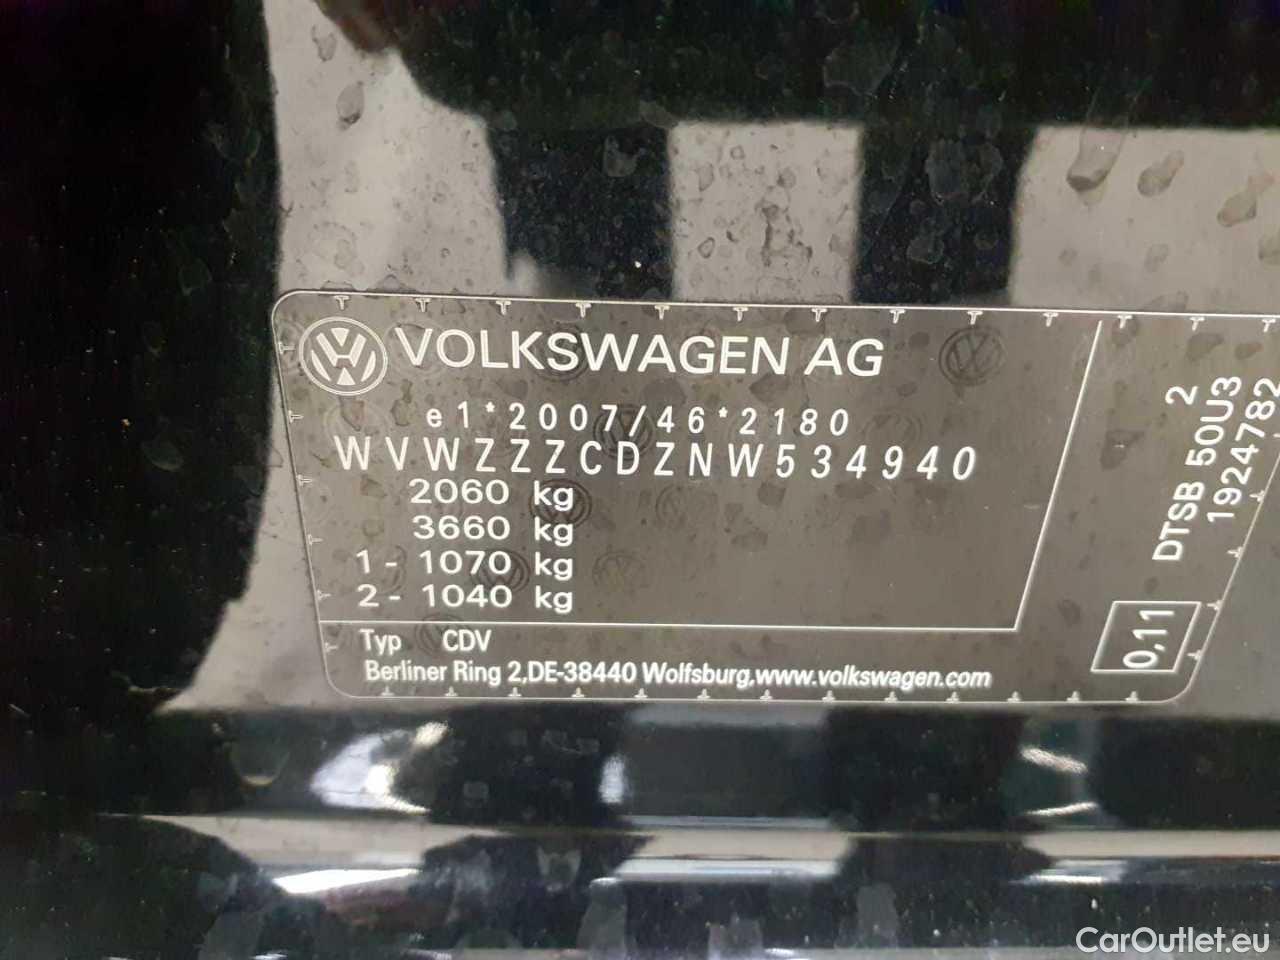 VOLKSWAGEN AG
e1*2007/46*2180
WVWZZZCDZNW534940
2060 kg
3660 kg
1 - 1070 kg
2 - 1040 kg
Typ CDV
Berliner Ring 2,DE-38440 Wolfsburg,www.volkswagen.com
2
DTSB 50U3
1924782
0,11
CarOutlet.eu